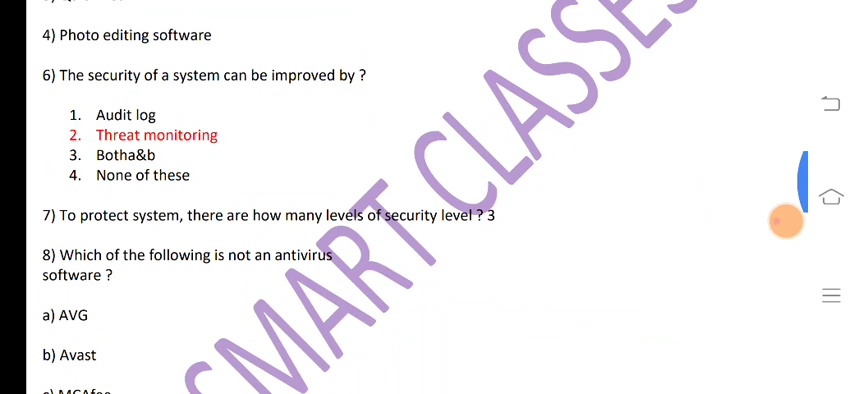 4) Photo editing software
6) The security of a system can be improved by ?
1. Audit log
2. Threat monitoring
3. Botha&b
4. None of these
7) To protect system, there are how many levels of security level ? 3
8) Which of the following is not an antivirus
software ?
a) AVG
b) Avast
SMART CLASSES